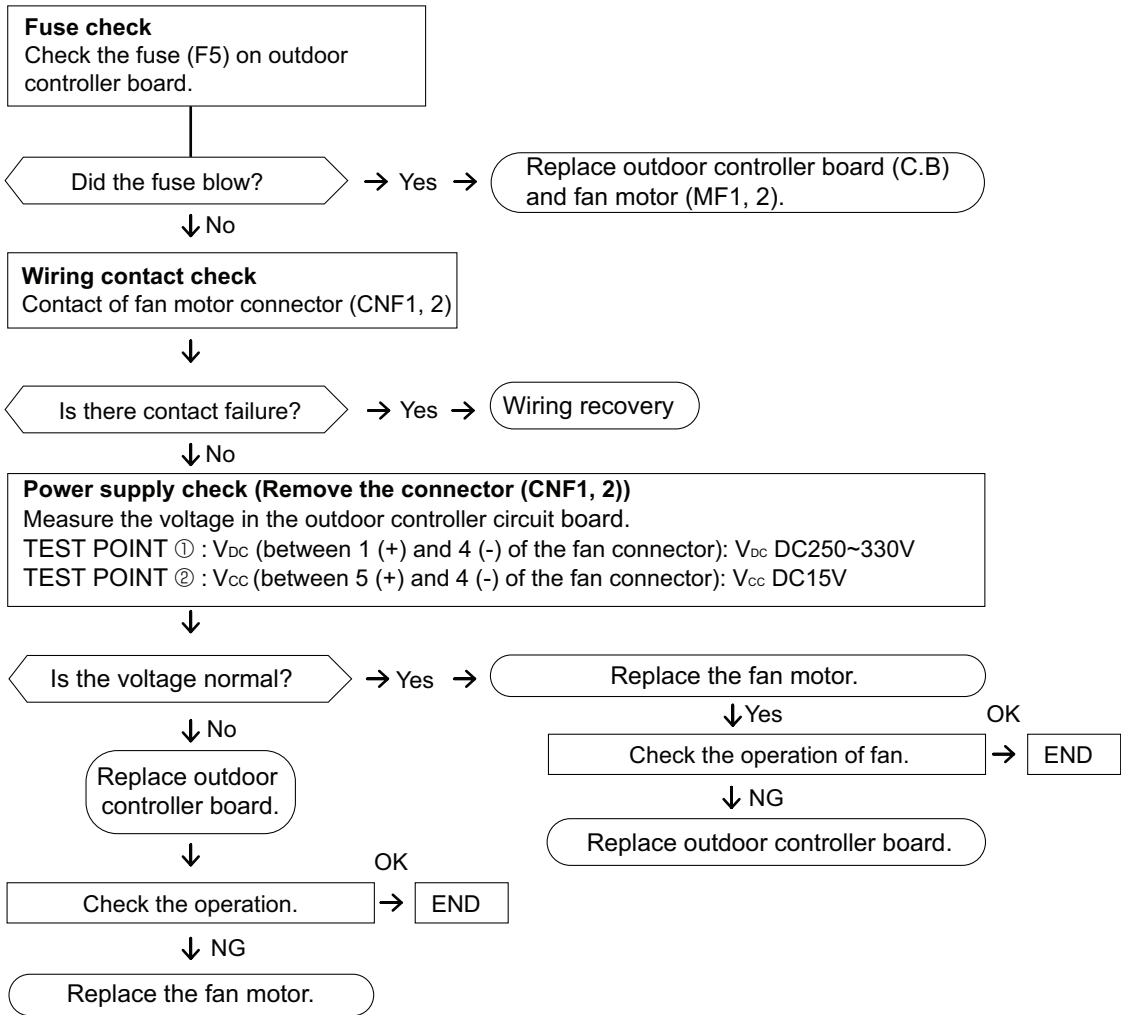 Fuse check
Check the fuse (F5) on outdoor
controller board.
Did the fuse blow?
→ Yes →
Replace outdoor controller board (C.B)
and fan motor (MF1, 2).
↓ No
Wiring contact check
Contact of fan motor connector (CNF1, 2)
↓
Is there contact failure?
→ Yes →
Wiring recovery
↓ No
Power supply check (Remove the connector (CNF1, 2))
Measure the voltage in the outdoor controller circuit board.
TEST POINT ① : VDC (between 1 (+) and 4 (-) of the fan connector): VDC DC250~330V
TEST POINT ② : VCC (between 5 (+) and 4 (-) of the fan connector): VCC DC15V
↓
Is the voltage normal?
→ Yes →
Replace the fan motor.
↓ Yes
Check the operation of fan.
OK
→
END
↓ NG
Replace outdoor controller board.
↓ No
Replace outdoor
controller board.
↓
Check the operation.
OK
→
END
↓ NG
Replace the fan motor.